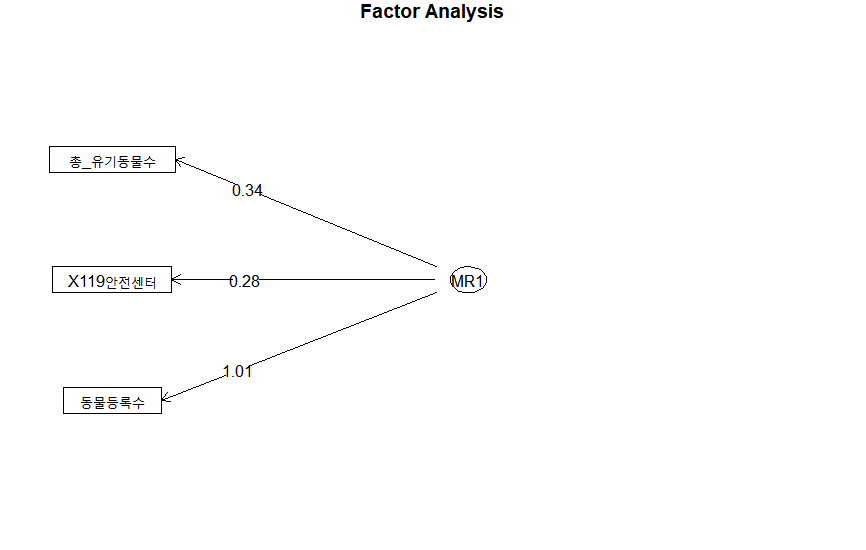 Factor Analysis
총_유기동물수
0.34
X119안전센터
0.28
MR1
1.01
동물등록수